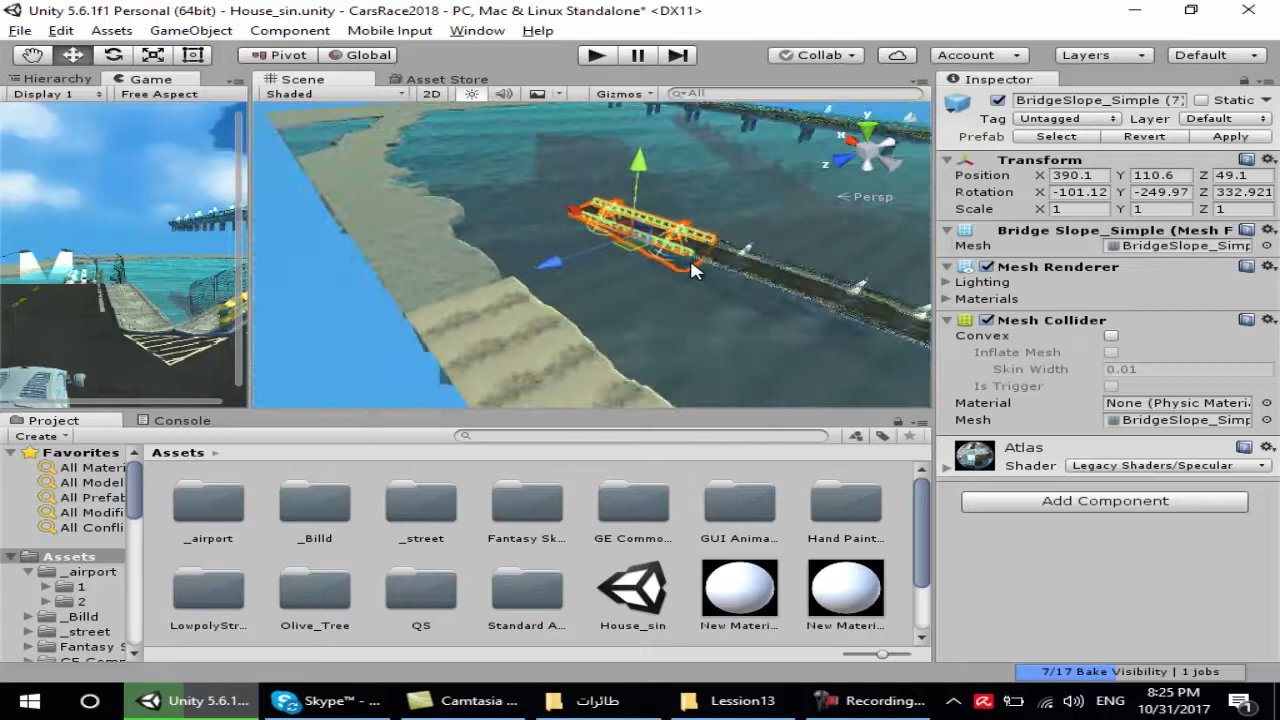 Unity 5.6.1f1 Personal (64bit) - House_sin.unity - CarsRace2018 - PC, Mac & Linux Standalone* <DX11>
File Edit Assets GameObject Component Mobile Input Window Help
Pivot Global Collab Account Layers Default
Hierarchy Game Scene Asset Store Inspector
Display 1 Free Aspect Shaded 2D Gizmos All
BridgeSlope_Simple (7) Static
Tag Untagged Layer Default
Prefab Select Revert Apply
Transform
Position X 390.1 Y 110.6 Z 49.1
Rotation X -101.12 Y -249.97 Z 332.921
Scale X 1 Y 1 Z 1
Bridge Slope_Simple (Mesh F
Mesh BridgeSlope_Simp
Mesh Renderer
Lighting
Materials
Mesh Collider
Convex
Inflate Mesh
Skin Width 0.01
Is Trigger
Material None (Physic Materi
Mesh BridgeSlope_Simp
Atlas
Shader Legacy Shaders/Specular
Add Component
y
x
z
Persp
M
Project Console
Create
Favorites
All Materi
All Model
All Prefab
All Modifi
All Confli
Assets
_airport
1
2
_Billd
_street
Fantasy S
Assets
_airport _Billd _street Fantasy Sk... GE Commo... GUI Anima... Hand Paint...
LowpolyStr... Olive_Tree QS Standard A... House_sin New Materi... New Materi...
7/17 Bake Visibility | 1 jobs
Unity 5.6.1... Skype™ - ... Camtasia ... طائرات Lession13 Recording... ENG
8:25 PM
10/31/2017
1